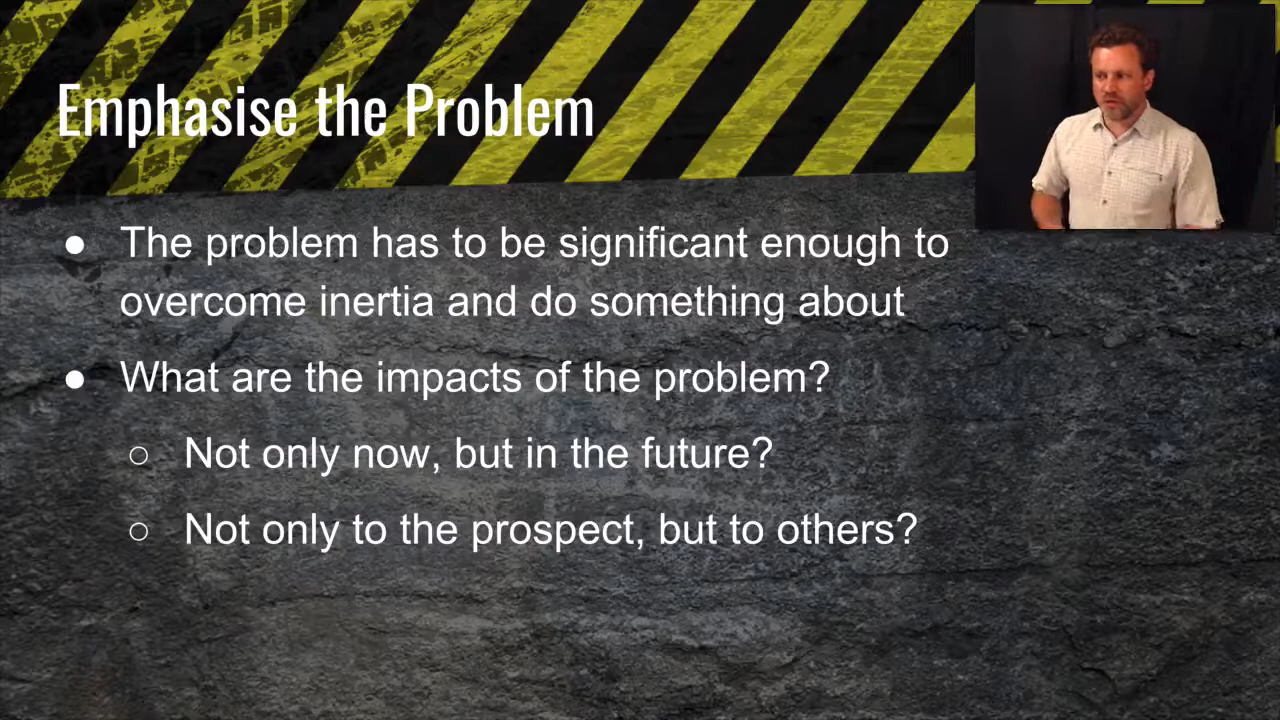 Emphasise the Problem
● The problem has to be significant enough to
overcome inertia and do something about
● What are the impacts of the problem?
○ Not only now, but in the future?
○ Not only to the prospect, but to others?